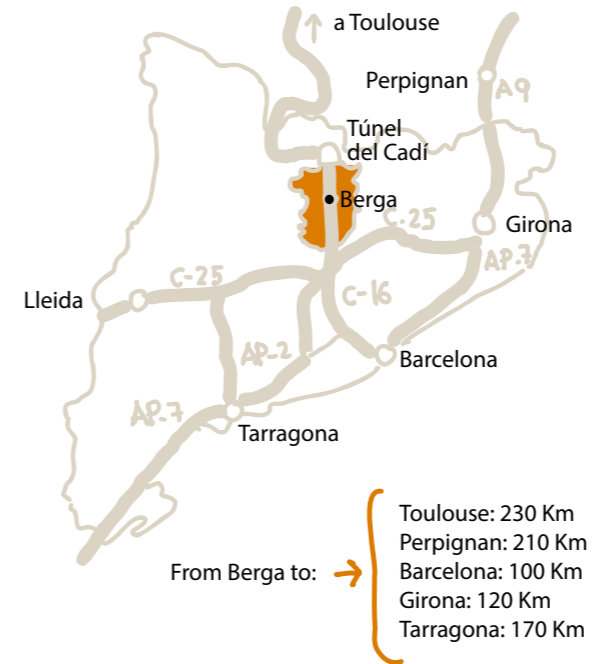 a Toulouse
Perpignan
A9
Túnel
del Cadí
Berga
C-25
Girona
AP-7
C-25
C-16
Lleida
AP-2
Barcelona
AP-7
Tarragona
From Berga to:
Toulouse: 230 Km
Perpignan: 210 Km
Barcelona: 100 Km
Girona: 120 Km
Tarragona: 170 Km